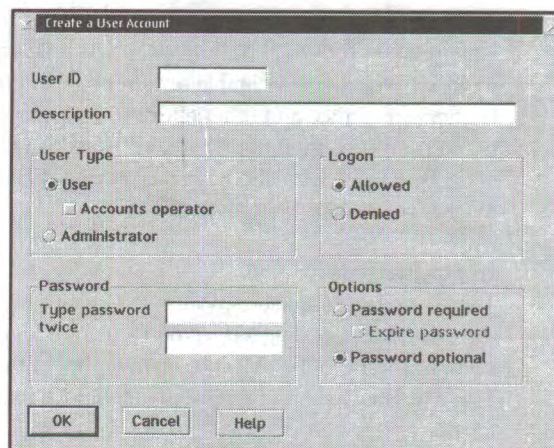 Create a User Account
User ID
Description
User Type
User
Accounts operator
Administrator
Logon
Allowed
Denied
Password
Type password
twice
Options
Password required
Expire password
Password optional
OK
Cancel
Help